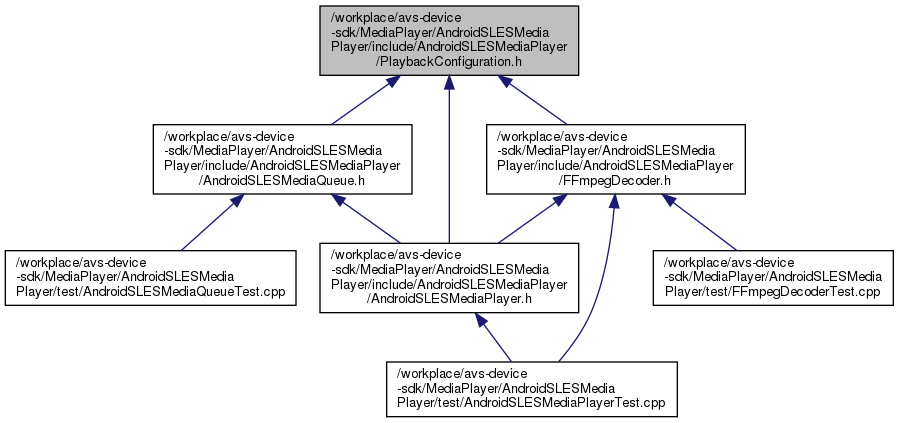 /workplace/avs-device
-sdk/MediaPlayer/AndroidSLESMedia
Player/include/AndroidSLESMediaPlayer
/PlaybackConfiguration.h
/workplace/avs-device
-sdk/MediaPlayer/AndroidSLESMedia
Player/include/AndroidSLESMediaPlayer
/AndroidSLESMediaQueue.h
/workplace/avs-device
-sdk/MediaPlayer/AndroidSLESMedia
Player/include/AndroidSLESMediaPlayer
/FFmpegDecoder.h
/workplace/avs-device
-sdk/MediaPlayer/AndroidSLESMedia
Player/test/AndroidSLESMediaQueueTest.cpp
/workplace/avs-device
-sdk/MediaPlayer/AndroidSLESMedia
Player/include/AndroidSLESMediaPlayer
/AndroidSLESMediaPlayer.h
/workplace/avs-device
-sdk/MediaPlayer/AndroidSLESMedia
Player/test/FFmpegDecoderTest.cpp
/workplace/avs-device
-sdk/MediaPlayer/AndroidSLESMedia
Player/test/AndroidSLESMediaPlayerTest.cpp